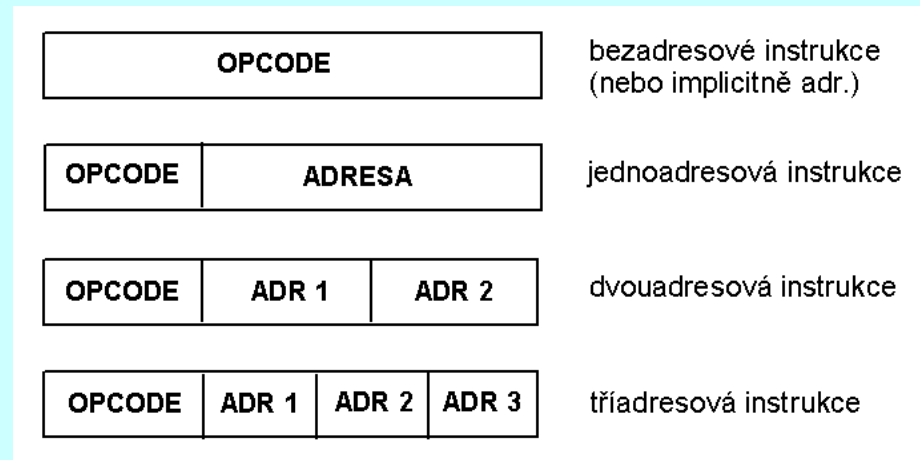 OPCODE
bezadresové instrukce
(nebo implicitně adr.)
OPCODE ADRESA
jednoadresová instrukce
OPCODE ADR 1 ADR 2
dvouadresová instrukce
OPCODE ADR 1 ADR 2 ADR 3
tříadresová instrukce